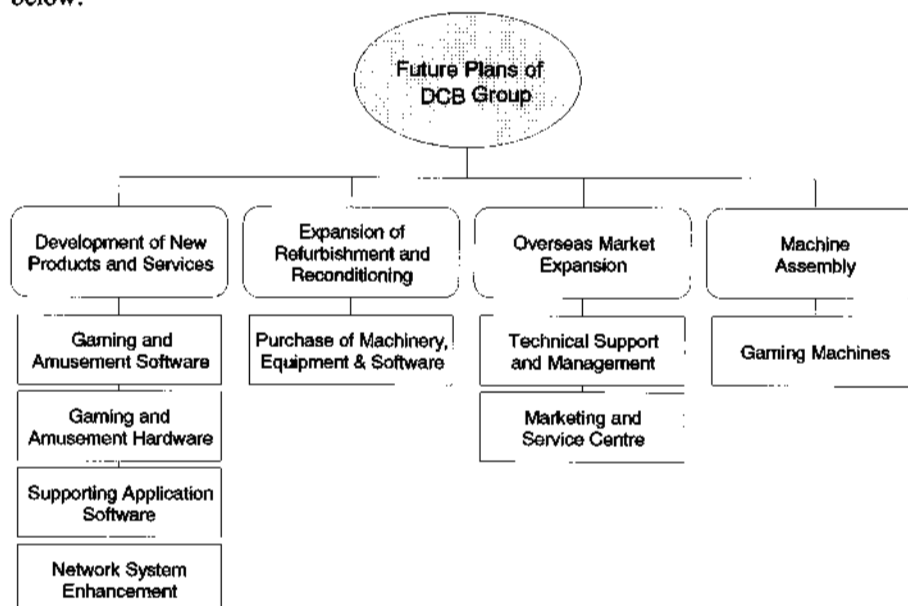 below:
Future Plans of
DCB Group
Development of New
Products and Services
Expansion of
Refurbishment and
Reconditioning
Overseas Market
Expansion
Machine
Assembly
Gaming and
Amusement Software
Purchase of Machinery,
Equipment & Software
Technical Support
and Management
Gaming Machines
Gaming and
Amusement Hardware
Marketing and
Service Centre
Supporting Application
Software
Network System
Enhancement